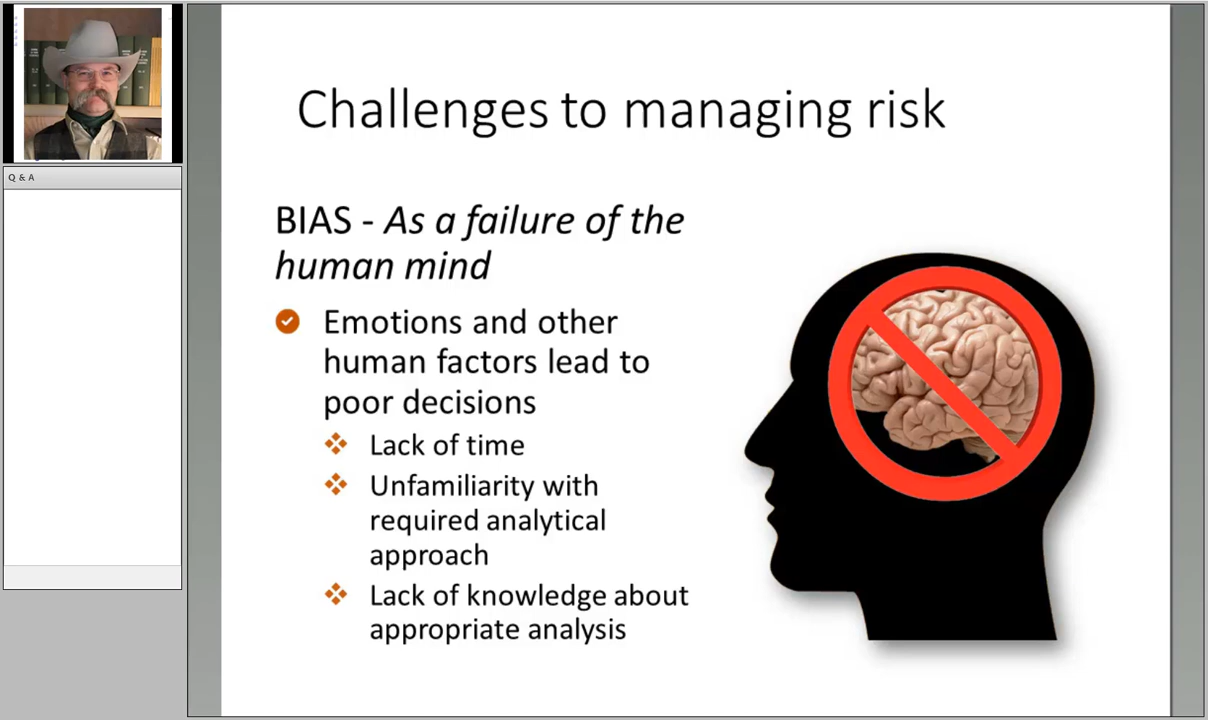 Q & A
Challenges to managing risk
BIAS - As a failure of the
human mind
Emotions and other
human factors lead to
poor decisions
Lack of time
Unfamiliarity with
required analytical
approach
Lack of knowledge about
appropriate analysis